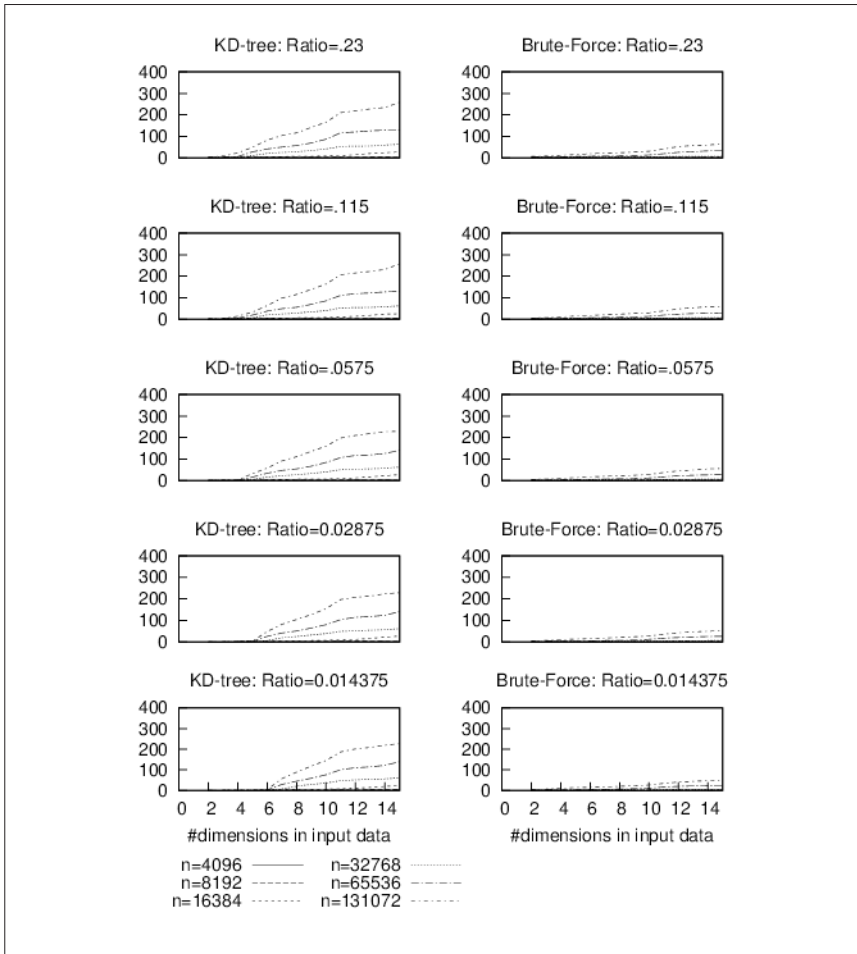 KD-tree: Ratio=.23
Brute-Force: Ratio=.23
400
300
200
100
0
400
300
200
100
0
KD-tree: Ratio=.115
Brute-Force: Ratio=.115
400
300
200
100
0
400
300
200
100
0
KD-tree: Ratio=.0575
Brute-Force: Ratio=.0575
400
300
200
100
0
400
300
200
100
0
KD-tree: Ratio=0.02875
Brute-Force: Ratio=0.02875
400
300
200
100
0
400
300
200
100
0
KD-tree: Ratio=0.014375
Brute-Force: Ratio=0.014375
400
300
200
100
0
0 2 4 6 8 10 12 14
#dimensions in input data
400
300
200
100
0
0 2 4 6 8 10 12 14
#dimensions in input data
n=4096
n=8192
n=16384
n=32768
n=65536
n=131072